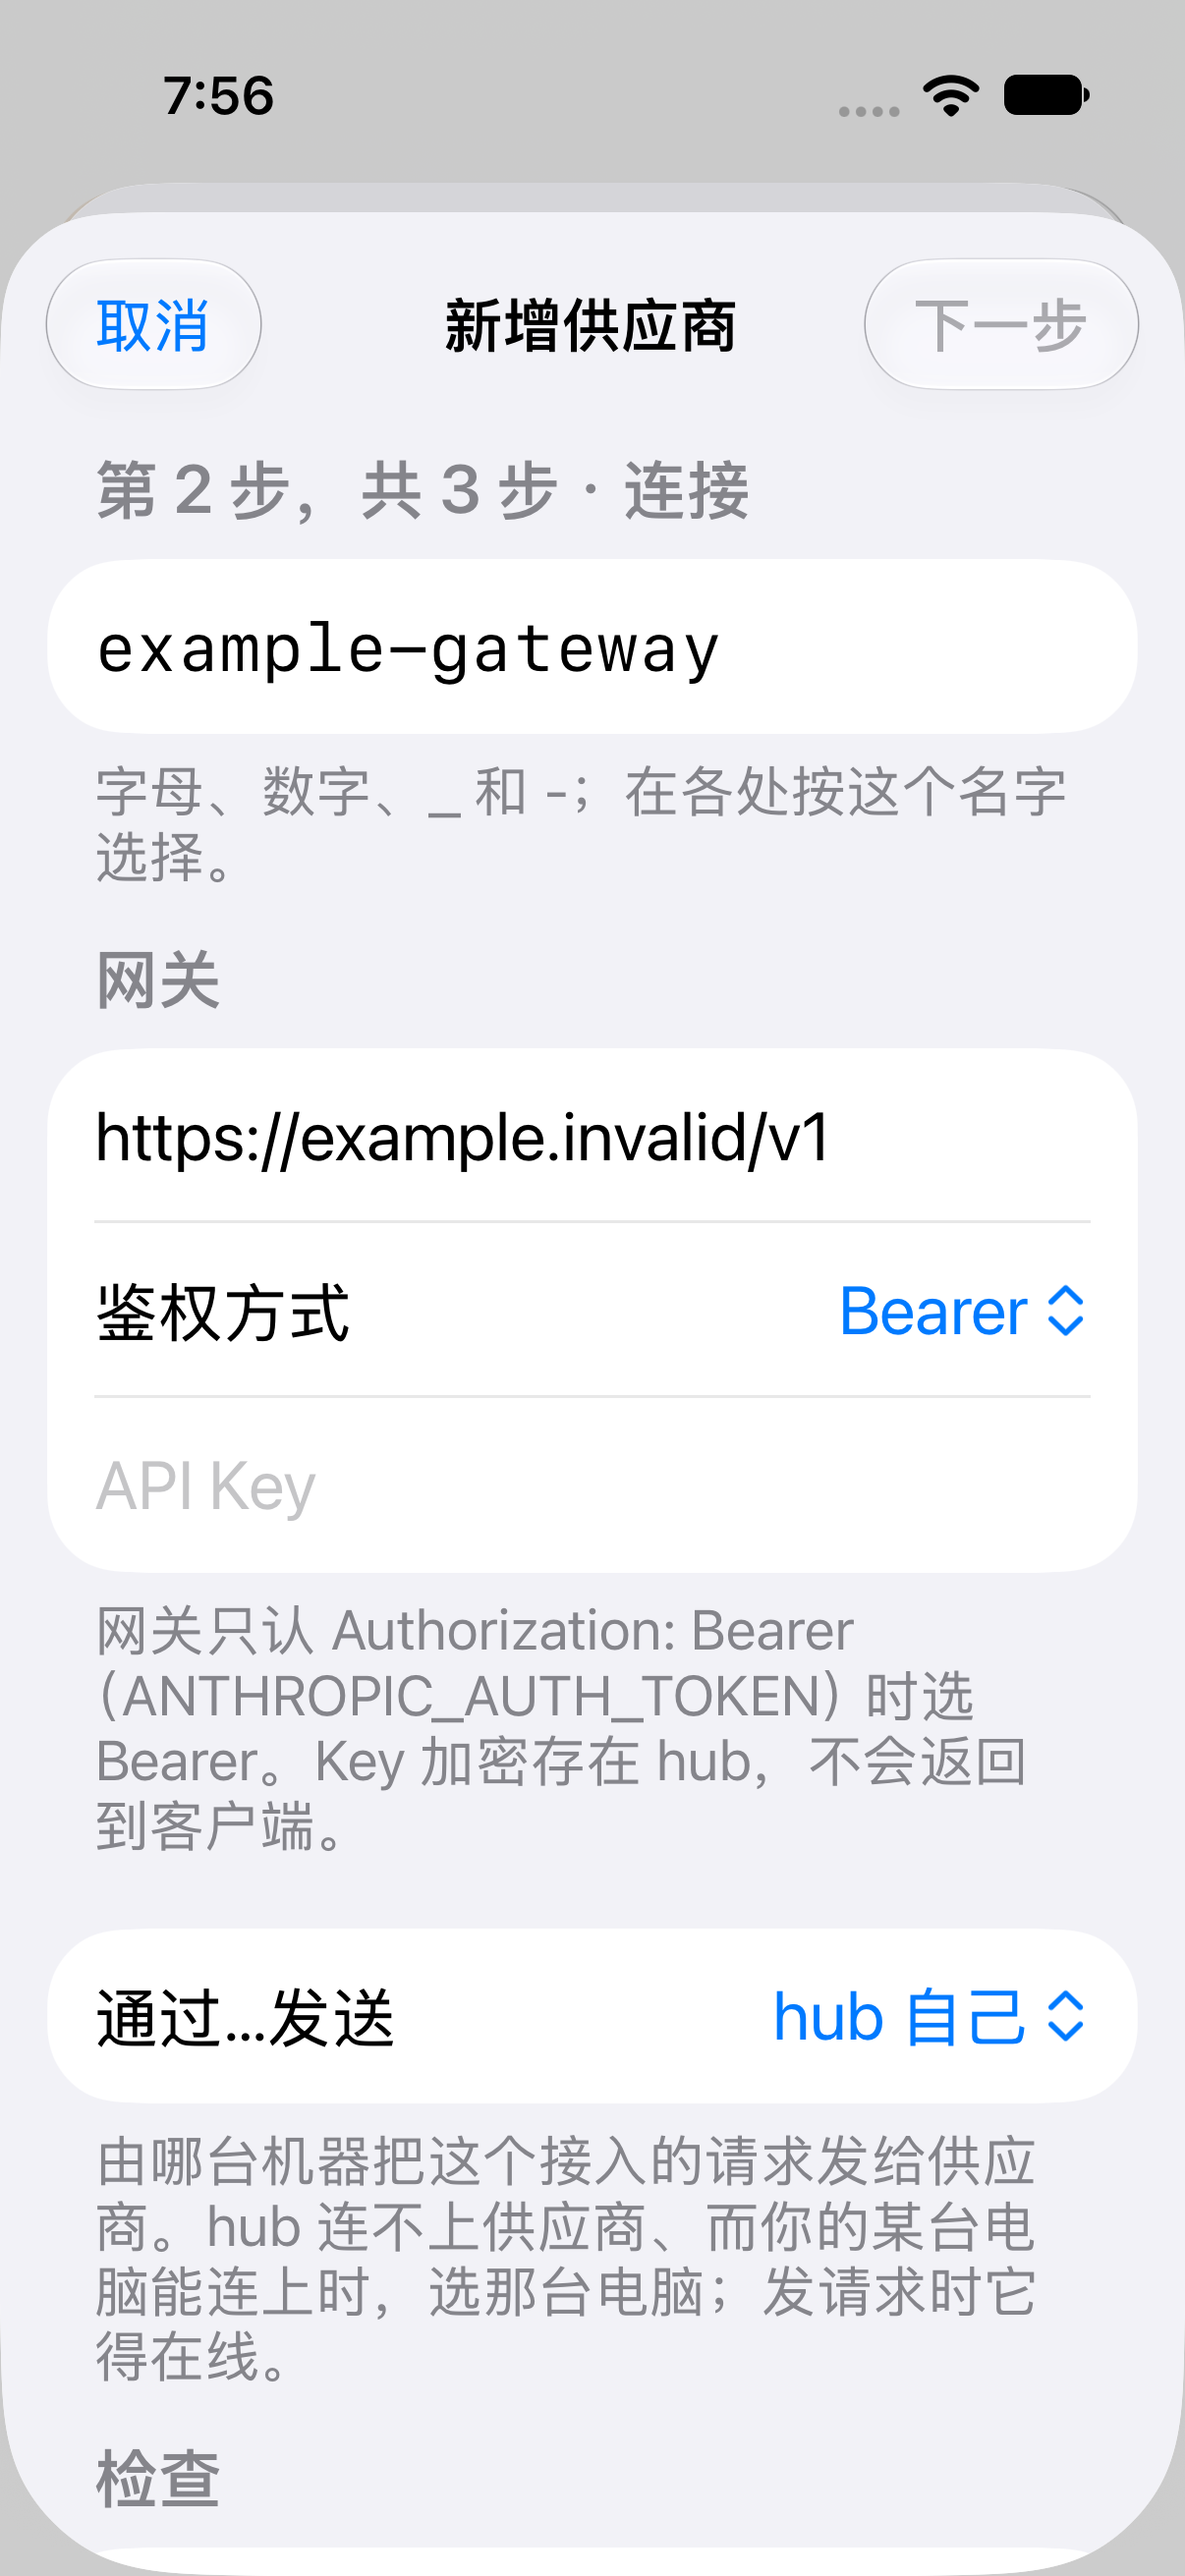 7:56
取消
新增供应商
下一步
第 2 步，共 3 步 · 连接
example-gateway
字母、数字、_ 和 -；在各处按这个名字
选择。
网关
https://example.invalid/v1
鉴权方式
Bearer
API Key
网关只认 Authorization: Bearer
（ANTHROPIC_AUTH_TOKEN）时选
Bearer。Key 加密存在 hub，不会返回
到客户端。
通过...发送
hub 自己
由哪台机器把这个接入的请求发给供应
商。hub 连不上供应商、而你的某台电
脑能连上时，选那台电脑；发请求时它
得在线。
检查